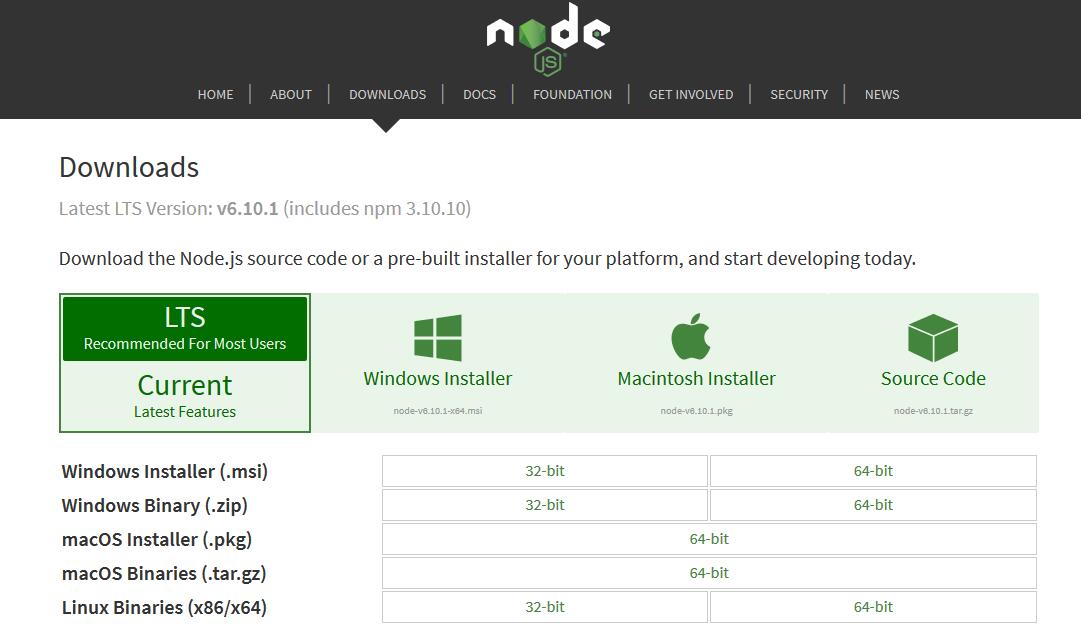 node
JS
HOME ABOUT DOWNLOADS DOCS FOUNDATION GET INVOLVED SECURITY NEWS
Downloads
Latest LTS Version: v6.10.1 (includes npm 3.10.10)
Download the Node.js source code or a pre-built installer for your platform, and start developing today.
LTS
Recommended For Most Users
Current
Latest Features
Windows Installer
node-v6.10.1-x64.msi
Macintosh Installer
node-v6.10.1.pkg
Source Code
node-v6.10.1.tar.gz
Windows Installer (.msi) 32-bit 64-bit
Windows Binary (.zip) 32-bit 64-bit
macOS Installer (.pkg) 64-bit
macOS Binaries (.tar.gz) 64-bit
Linux Binaries (x86/x64) 32-bit 64-bit